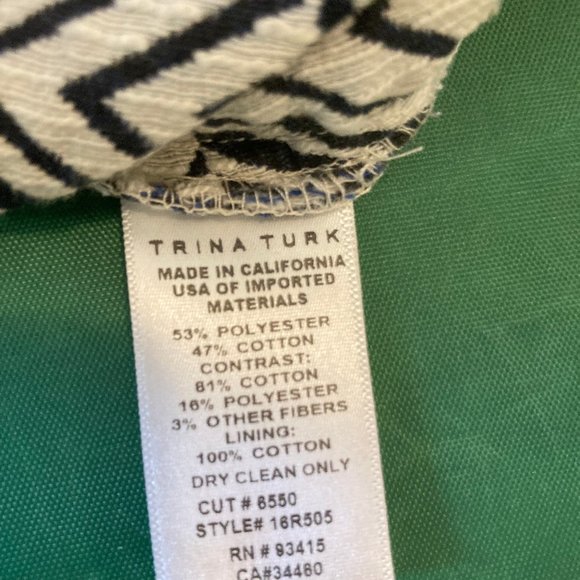 TRINA TURK
MADE IN CALIFORNIA
USA OF IMPORTED
MATERIALS
53% POLYESTER
47% COTTON
CONTRAST:
81% COTTON
16% POLYESTER
3% OTHER FIBERS
LINING:
100% COTTON
DRY CLEAN ONLY
CUT # 6550
STYLE# 16R505
RN # 93415
CA#34460